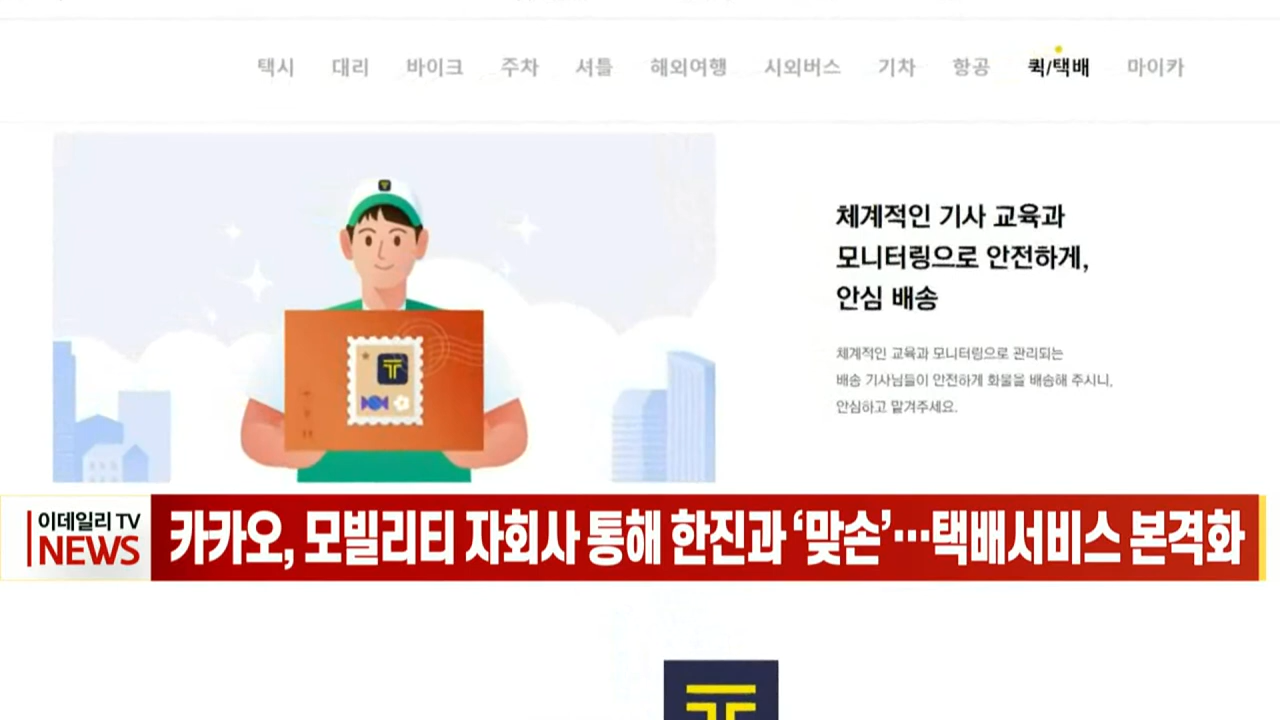 택시 대리 바이크 주차 셔틀 해외여행 시외버스 기차 항공 퀵/택배 마이카
체계적인 기사 교육과
모니터링으로 안전하게,
안심 배송
체계적인 교육과 모니터링으로 관리되는
배송 기사님들이 안전하게 화물을 배송해 주시니,
안심하고 맡겨주세요.
이데일리 TV
NEWS
카카오, 모빌리티 자회사 통해 한진과 ‘맞손’…택배서비스 본격화